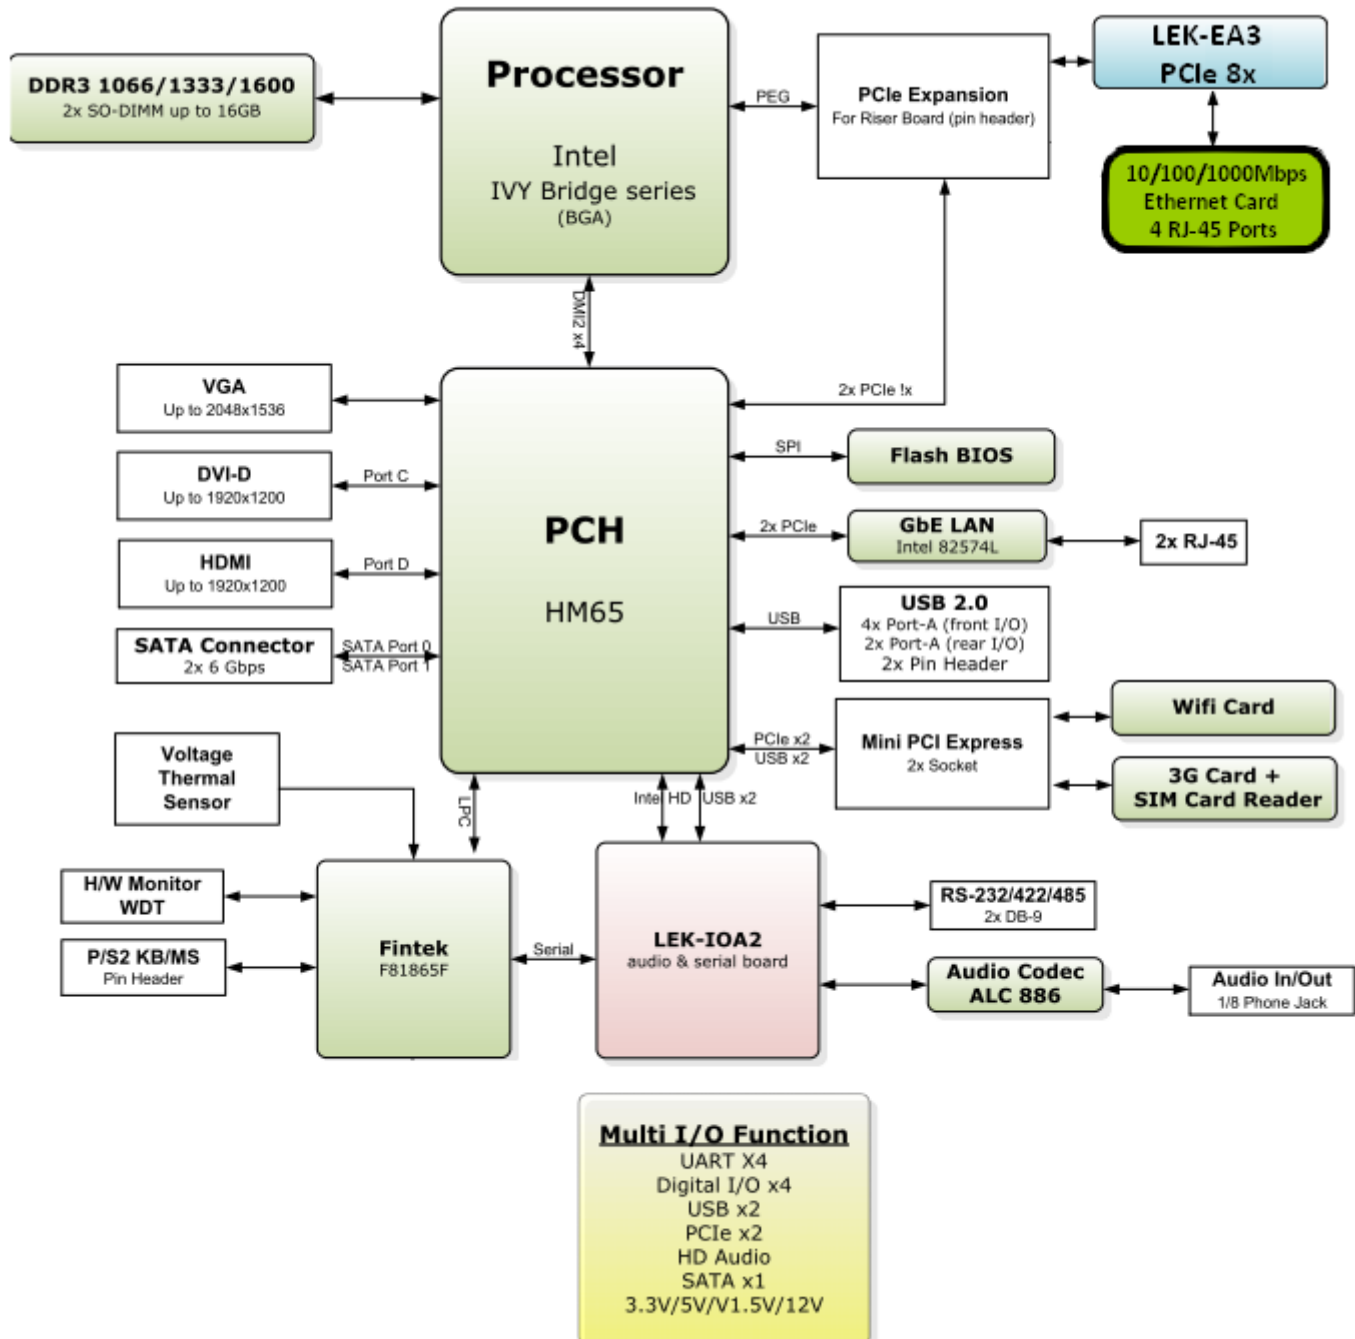 DDR3 1066/1333/1600
2x SO-DIMM up to 16GB
Processor
Intel
IVY Bridge series
(BGA)
PEG
PCIe Expansion
For Riser Board (pin header)
LEK-EA3
PCIe 8x
10/100/1000Mbps
Ethernet Card
4 RJ-45 Ports
DMI2 x4
VGA
Up to 2048x1536
DVI-D
Up to 1920x1200
Port C
HDMI
Up to 1920x1200
Port D
SATA Connector
2x 6 Gbps
SATA Port 0
SATA Port 1
PCH
HM65
2x PCIe !x
SPI
Flash BIOS
2x PCIe
GbE LAN
Intel 82574L
2x RJ-45
USB
USB 2.0
4x Port-A (front I/O)
2x Port-A (rear I/O)
2x Pin Header
PCIe x2
USB x2
Mini PCI Express
2x Socket
Wifi Card
3G Card +
SIM Card Reader
Voltage
Thermal
Sensor
LPC
Intel HD
USB x2
H/W Monitor
WDT
P/S2 KB/MS
Pin Header
Fintek
F81865F
Serial
LEK-IOA2
audio & serial board
RS-232/422/485
2x DB-9
Audio Codec
ALC 886
Audio In/Out
1/8 Phone Jack
Multi I/O Function
UART X4
Digital I/O x4
USB x2
PCIe x2
HD Audio
SATA x1
3.3V/5V/V1.5V/12V